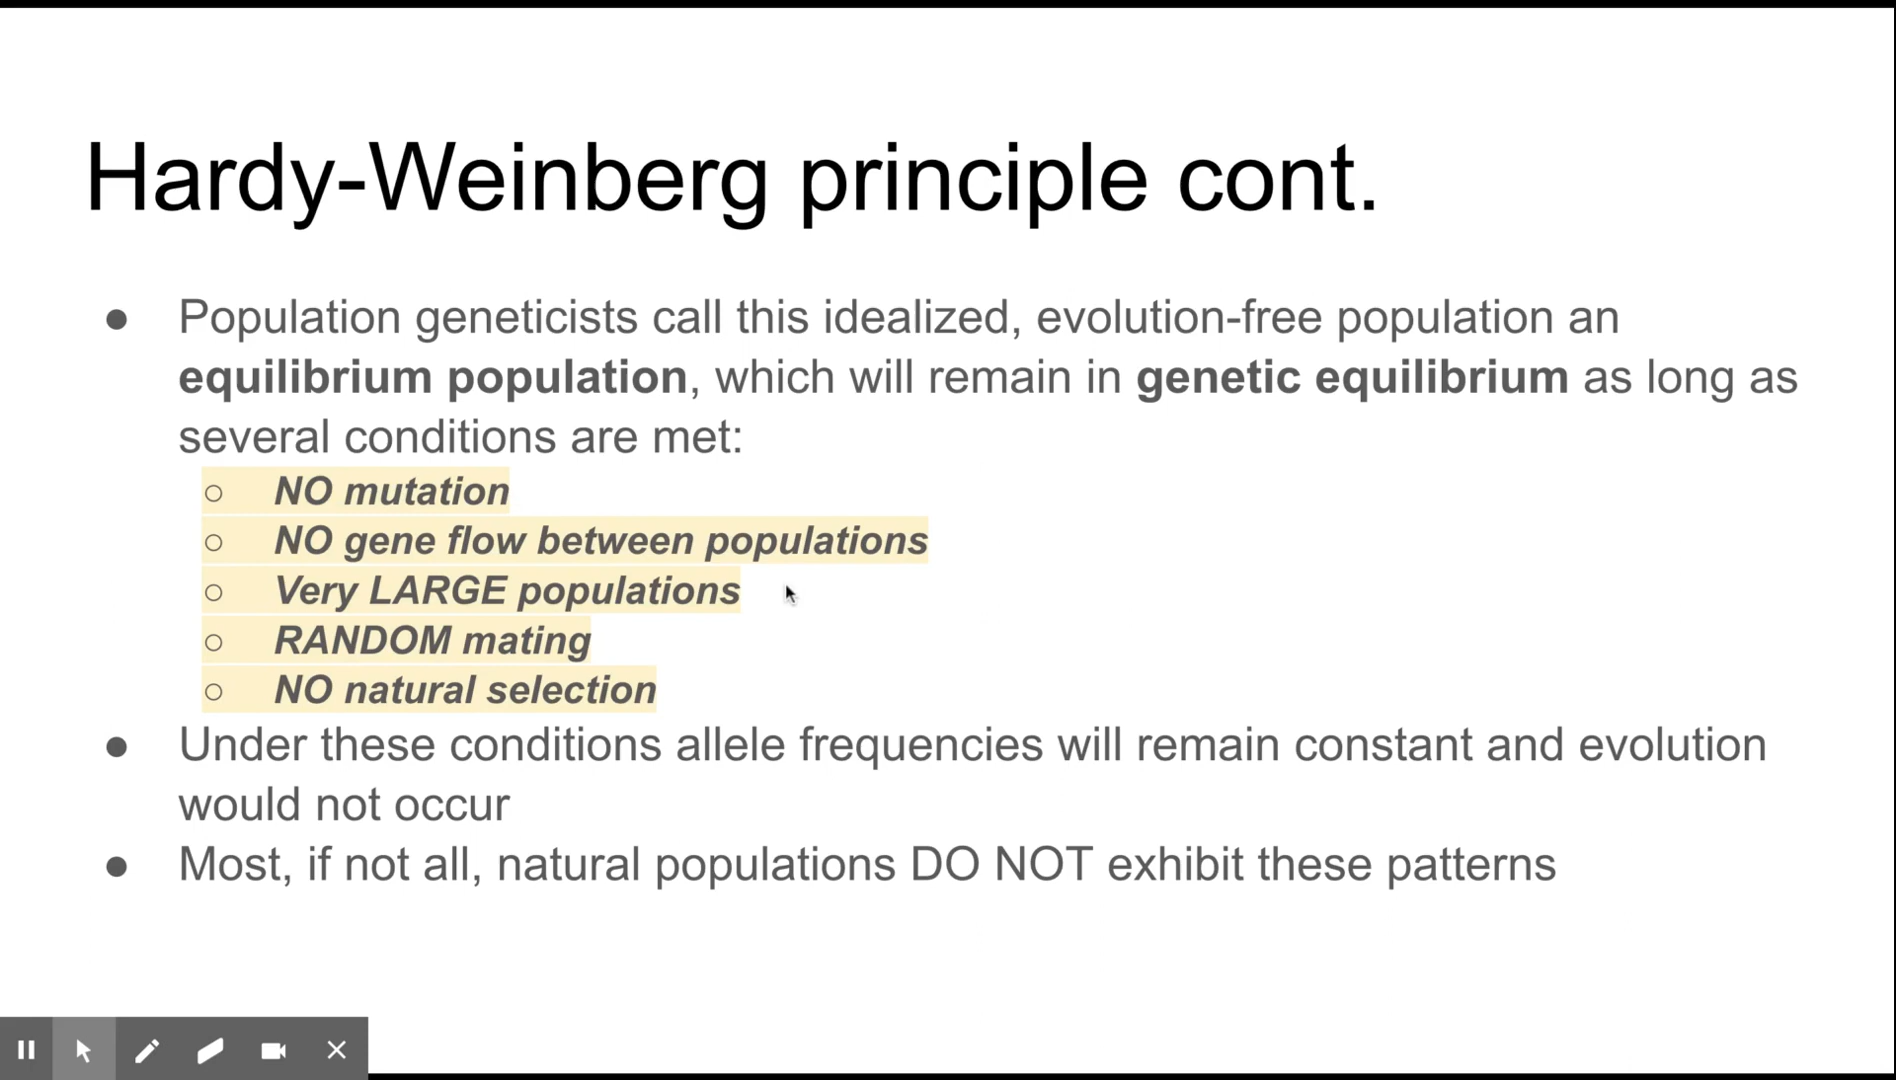 Hardy-Weinberg principle cont.
● Population geneticists call this idealized, evolution-free population an
equilibrium population, which will remain in genetic equilibrium as long as
several conditions are met:
○ NO mutation
○ NO gene flow between populations
○ Very LARGE populations
○ RANDOM mating
○ NO natural selection
● Under these conditions allele frequencies will remain constant and evolution
would not occur
● Most, if not all, natural populations DO NOT exhibit these patterns